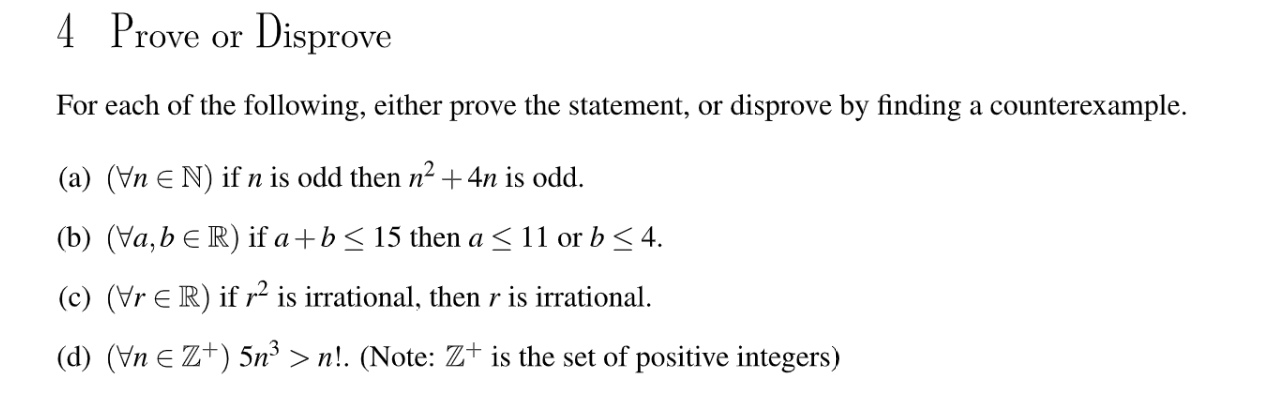 4 Prove or Disprove
For each of the following, either prove the statement, or disprove by finding a counterexample.
(a) (∀n ∈ ℕ) if n is odd then n² + 4n is odd.
(b) (∀a, b ∈ ℝ) if a + b ≤ 15 then a ≤ 11 or b ≤ 4.
(c) (∀r ∈ ℝ) if r² is irrational, then r is irrational.
(d) (∀n ∈ ℤ⁺) 5n³ > n!. (Note: ℤ⁺ is the set of positive integers)